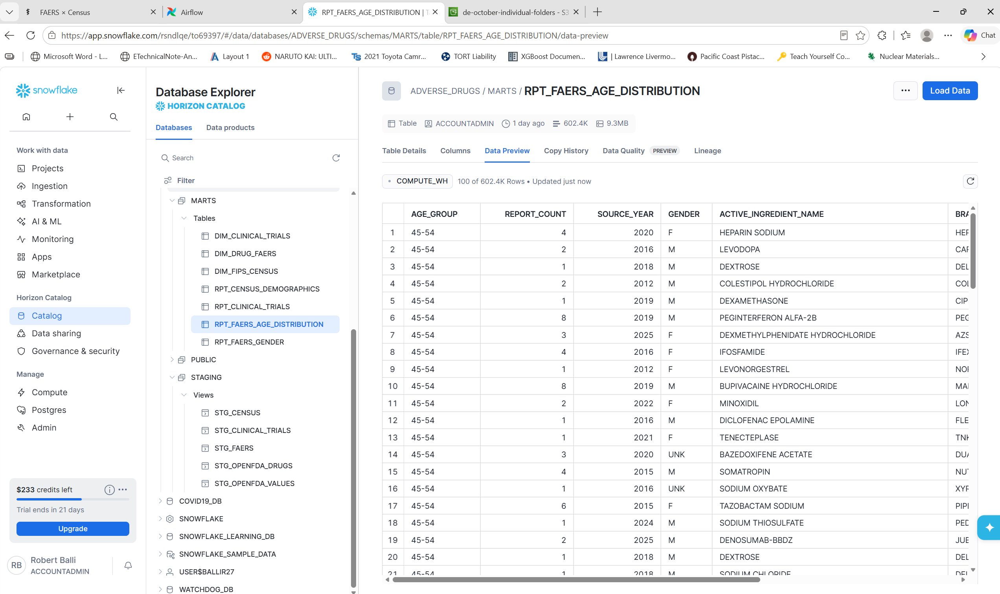 FAERS × Census
Airflow
RPT_FAERS_AGE_DISTRIBUTION | T
de-october-individual-folders - S3
https://app.snowflake.com/rsndlqe/to69397/#/data/databases/ADVERSE_DRUGS/schemas/MARTS/table/RPT_FAERS_AGE_DISTRIBUTION/data-preview
Chat
Microsoft Word - L...
ETechnicalNote-An...
Layout 1
NARUTO KAI: ULTI...
2021 Toyota Camr...
TORT Liability
XGBoost Documen...
| Lawrence Livermo...
Pacific Coast Pistac...
Teach Yourself Co...
Nuclear Materials...
snowflake
Work with data
Projects
Ingestion
Transformation
AI & ML
Monitoring
Apps
Marketplace
Horizon Catalog
Catalog
Data sharing
Governance & security
Manage
Compute
Postgres
Admin
$233 credits left
Trial ends in 21 days
Upgrade
RB
Robert Balli
ACCOUNTADMIN
Database Explorer
HORIZON CATALOG
Databases
Data products
Search
Filter
MARTS
Tables
DIM_CLINICAL_TRIALS
DIM_DRUG_FAERS
DIM_FIPS_CENSUS
RPT_CENSUS_DEMOGRAPHICS
RPT_CLINICAL_TRIALS
RPT_FAERS_AGE_DISTRIBUTION
RPT_FAERS_GENDER
PUBLIC
STAGING
Views
STG_CENSUS
STG_CLINICAL_TRIALS
STG_FAERS
STG_OPENFDA_DRUGS
STG_OPENFDA_VALUES
COVID19_DB
SNOWFLAKE
SNOWFLAKE_LEARNING_DB
SNOWFLAKE_SAMPLE_DATA
USER$BALLIR27
WATCHDOG_DB
ADVERSE_DRUGS / MARTS / RPT_FAERS_AGE_DISTRIBUTION
Load Data
Table ACCOUNTADMIN 1 day ago 602.4K 9.3MB
Table Details Columns Data Preview Copy History Data Quality PREVIEW Lineage
COMPUTE_WH 100 of 602.4K Rows • Updated just now
AGE_GROUP REPORT_COUNT SOURCE_YEAR GENDER ACTIVE_INGREDIENT_NAME BRA
1 45-54 4 2020 F HEPARIN SODIUM HEP
2 45-54 2 2016 M LEVODOPA CAR
3 45-54 1 2018 M DEXTROSE DEL
4 45-54 2 2012 M COLESTIPOL HYDROCHLORIDE COL
5 45-54 1 2019 M DEXAMETHASONE CIP
6 45-54 8 2019 M PEGINTERFERON ALFA-2B PEG
7 45-54 3 2025 F DEXMETHYLPHENIDATE HYDROCHLORIDE AZS
8 45-54 4 2016 F IFOSFAMIDE IFEX
9 45-54 1 2012 F LEVONORGESTREL NOR
10 45-54 8 2019 M BUPIVACAINE HYDROCHLORIDE MAR
11 45-54 2 2022 F MINOXIDIL LON
12 45-54 1 2016 M DICLOFENAC EPOLAMINE FLE
13 45-54 1 2021 F TENECTEPLASE TNK
14 45-54 3 2020 UNK BAZEDOXIFENE ACETATE DUA
15 45-54 4 2015 M SOMATROPIN NUT
16 45-54 1 2016 UNK SODIUM OXYBATE XYR
17 45-54 6 2015 F TAZOBACTAM SODIUM PIPE
18 45-54 1 2024 M SODIUM THIOSULFATE PED
19 45-54 2 2025 M DENOSUMAB-BBDZ JUB
20 45-54 1 2018 M DEXTROSE DEL
21 45-54 1 2018 M SODIUM CHLORIDE DEL